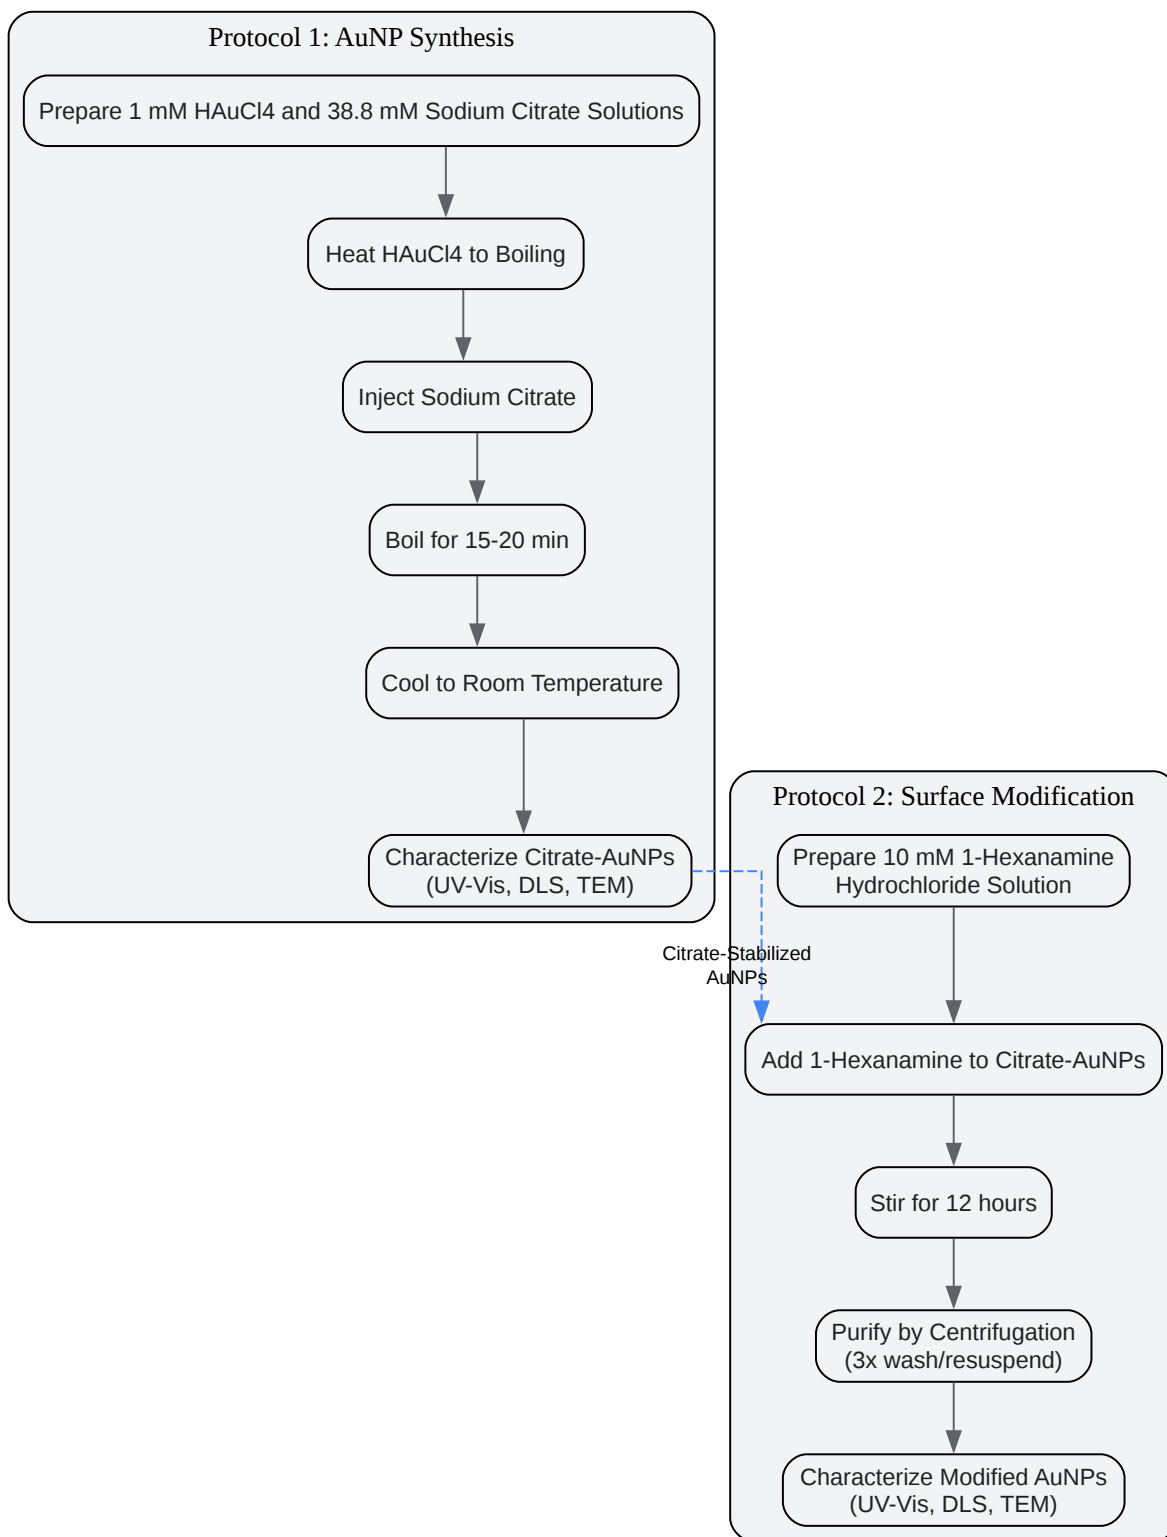 Protocol 1: AuNP Synthesis
Prepare 1 mM HAuCl4 and 38.8 mM Sodium Citrate Solutions
Heat HAuCl4 to Boiling
Inject Sodium Citrate
Boil for 15-20 min
Cool to Room Temperature
Characterize Citrate-AuNPs
(UV-Vis, DLS, TEM)
Citrate-Stabilized
AuNPs
Protocol 2: Surface Modification
Prepare 10 mM 1-Hexanamine
Hydrochloride Solution
Add 1-Hexanamine to Citrate-AuNPs
Stir for 12 hours
Purify by Centrifugation
(3x wash/resuspend)
Characterize Modified AuNPs
(UV-Vis, DLS, TEM)